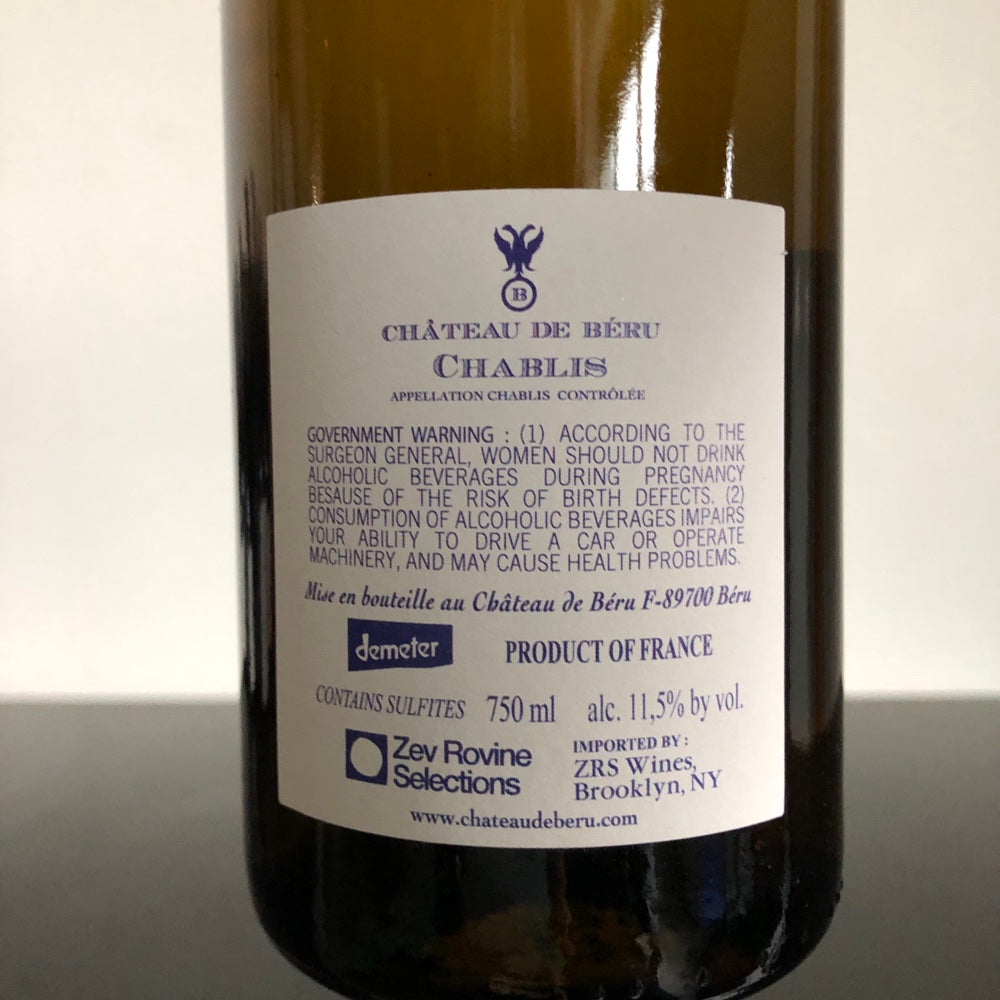 B
CHÂTEAU DE BÉRU
CHABLIS
APPELLATION CHABLIS CONTRÔLÉE
GOVERNMENT WARNING : (1) ACCORDING TO THE
SURGEON GENERAL, WOMEN SHOULD NOT DRINK
ALCOHOLIC BEVERAGES DURING PREGNANCY
BESAUSE OF THE RISK OF BIRTH DEFECTS. (2)
CONSUMPTION OF ALCOHOLIC BEVERAGES IMPAIRS
YOUR ABILITY TO DRIVE A CAR OR OPERATE
MACHINERY, AND MAY CAUSE HEALTH PROBLEMS.
Mise en bouteille au Château de Béru F-89700 Béru
demeter PRODUCT OF FRANCE
CONTAINS SULFITES 750 ml alc. 11,5% by vol.
Zev Rovine
Selections
IMPORTED BY :
ZRS Wines,
Brooklyn, NY
www.chateaudeberu.com